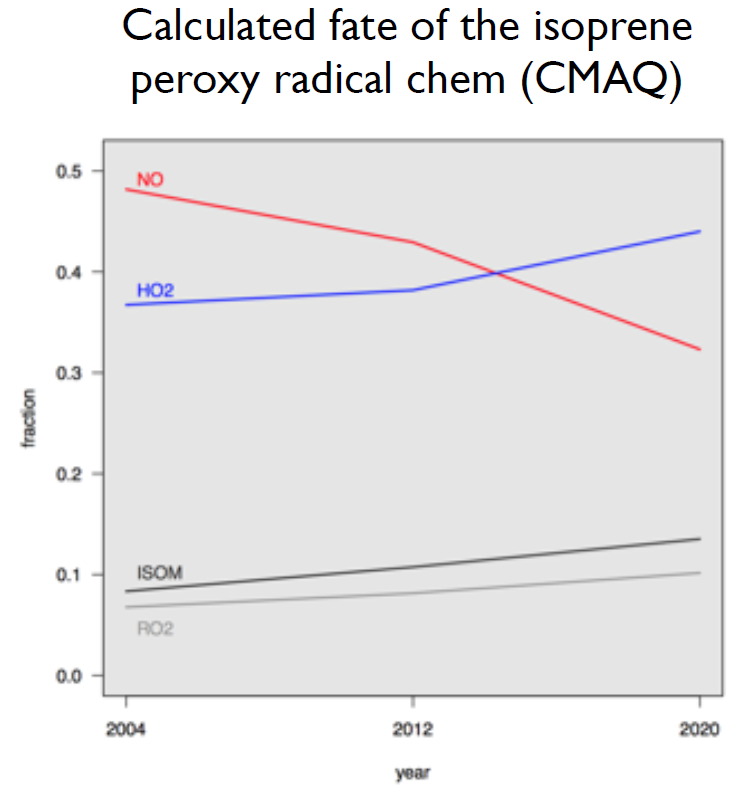 Calculated fate of the isoprene
peroxy radical chem (CMAQ)
0.5
NO
0.4
HO2
0.3
fraction
0.2
0.1
ISOM
RO2
0.0
2004 2012 2020
year